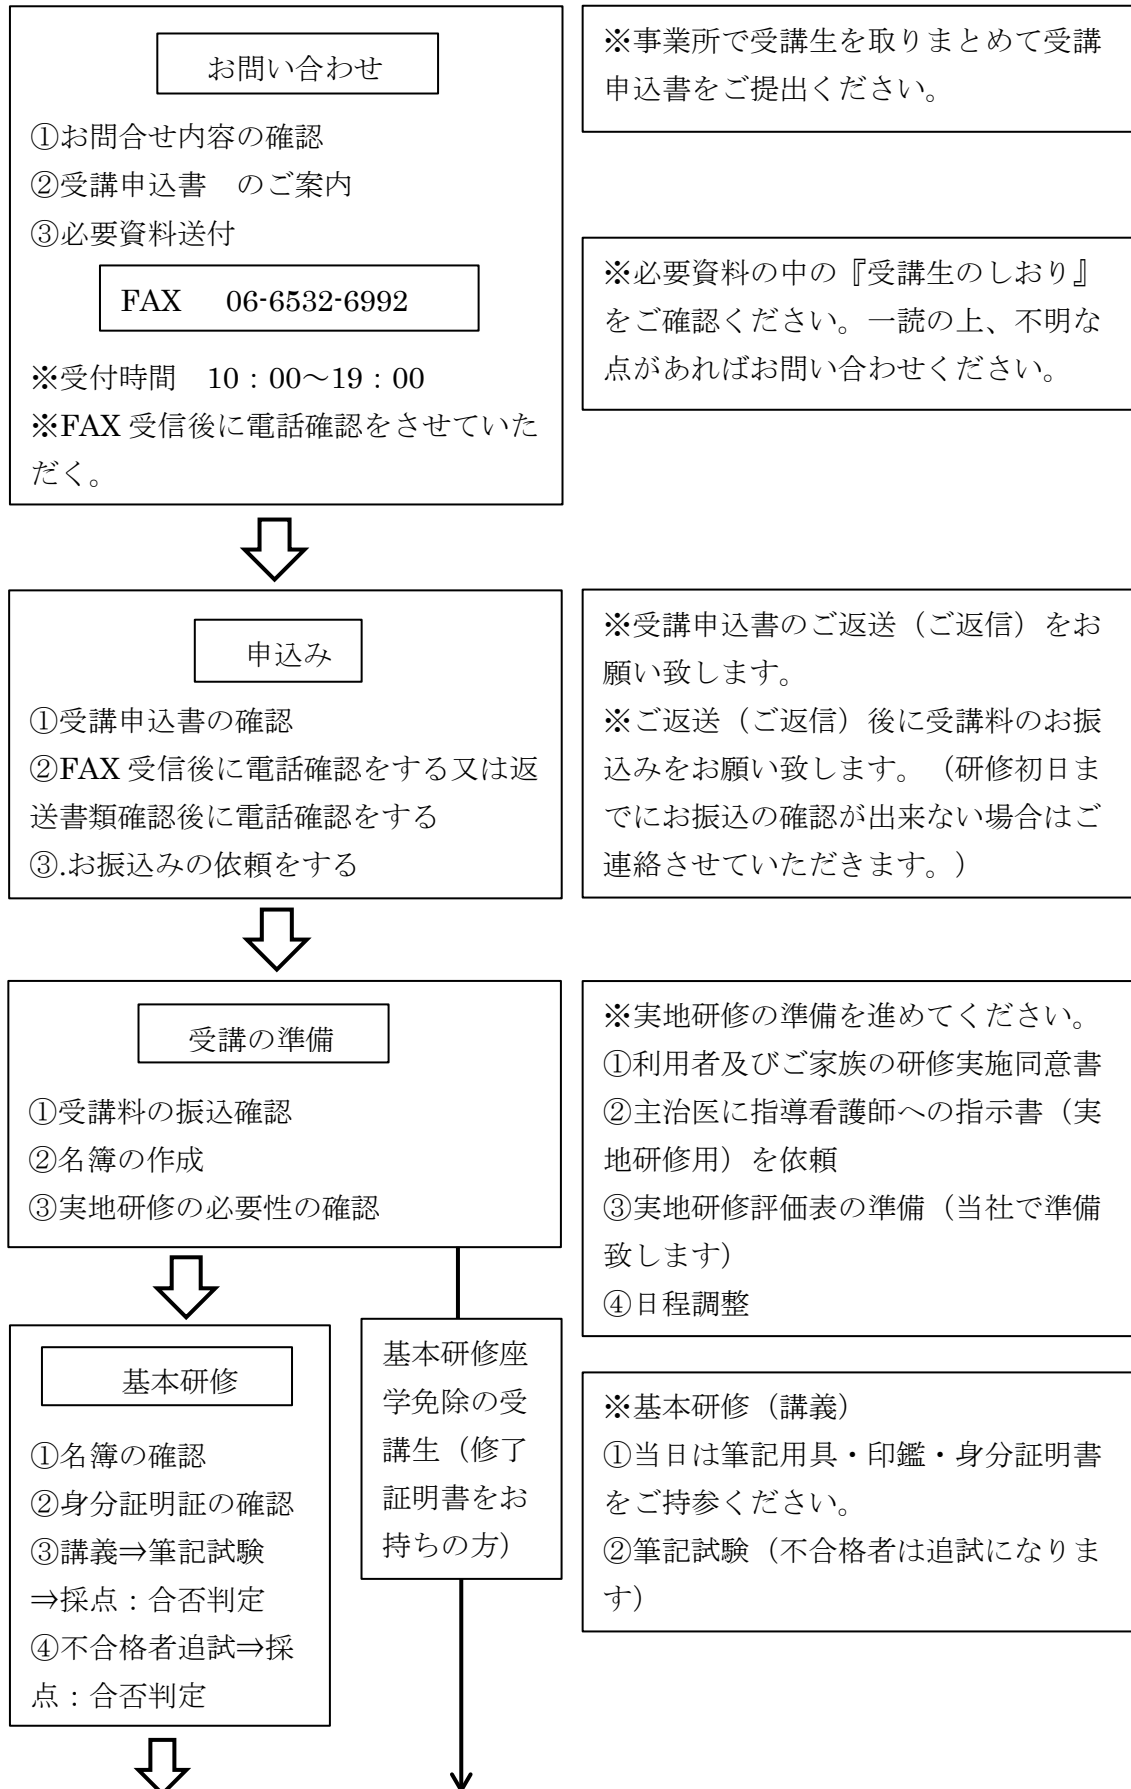 お問い合わせ
①お問合せ内容の確認
②受講申込書　のご案内
③必要資料送付
FAX　06-6532-6992
※受付時間　10：00～19：00
※FAX 受信後に電話確認をさせていた
だく。
※事業所で受講生を取りまとめて受講
申込書をご提出ください。
※必要資料の中の『受講生のしおり』
をご確認ください。一読の上、不明な
点があればお問い合わせください。
申込み
①受講申込書の確認
②FAX 受信後に電話確認をする又は返
送書類確認後に電話確認をする
③.お振込みの依頼をする
※受講申込書のご返送（ご返信）をお
願い致します。
※ご返送（ご返信）後に受講料のお振
込みをお願い致します。（研修初日ま
でにお振込の確認が出来ない場合はご
連絡させていただきます。）
受講の準備
①受講料の振込確認
②名簿の作成
③実地研修の必要性の確認
※実地研修の準備を進めてください。
①利用者及びご家族の研修実施同意書
②主治医に指導看護師への指示書（実
地研修用）を依頼
③実地研修評価表の準備（当社で準備
致します）
④日程調整
基本研修
①名簿の確認
②身分証明証の確認
③講義⇒筆記試験
⇒採点：合否判定
④不合格者追試⇒採
点：合否判定
基本研修座
学免除の受
講生（修了
証明書をお
持ちの方）
※基本研修（講義）
①当日は筆記用具・印鑑・身分証明書
をご持参ください。
②筆記試験（不合格者は追試になりま
す）